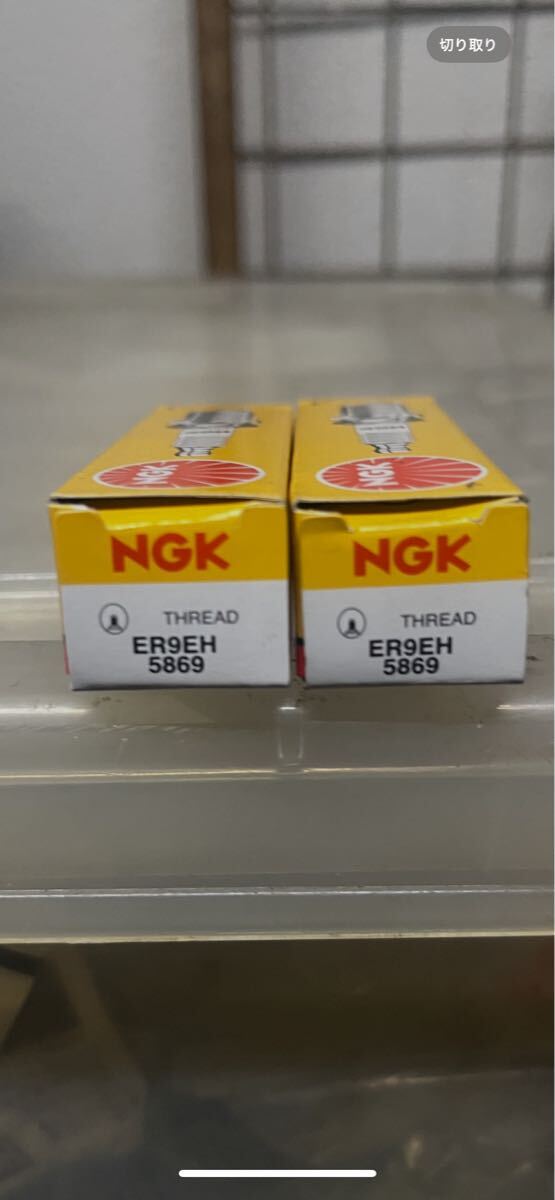 切り取り
NGK
NGK
NGK
THREAD
ER9EH
5869
NGK
THREAD
ER9EH
5869